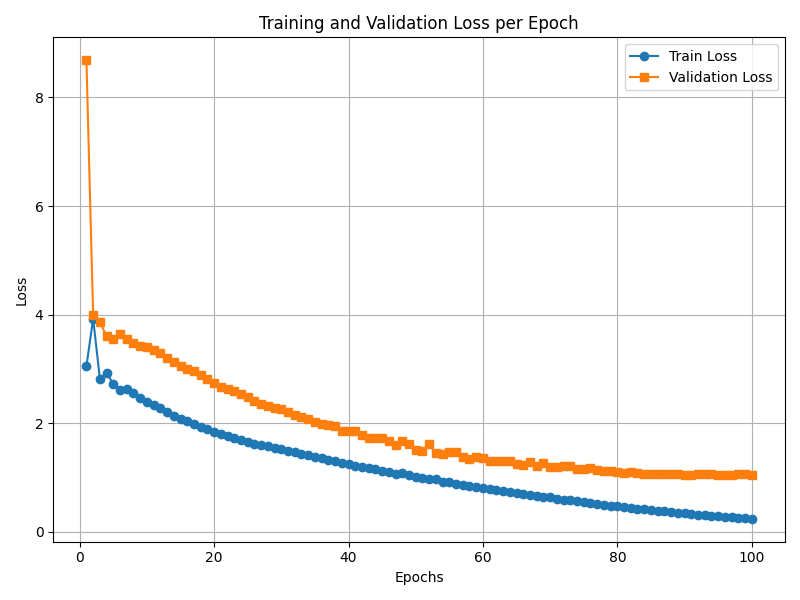 Training and Validation Loss per Epoch
Train Loss
Validation Loss
Loss
8
6
4
2
0
0 20 40 60 80 100
Epochs